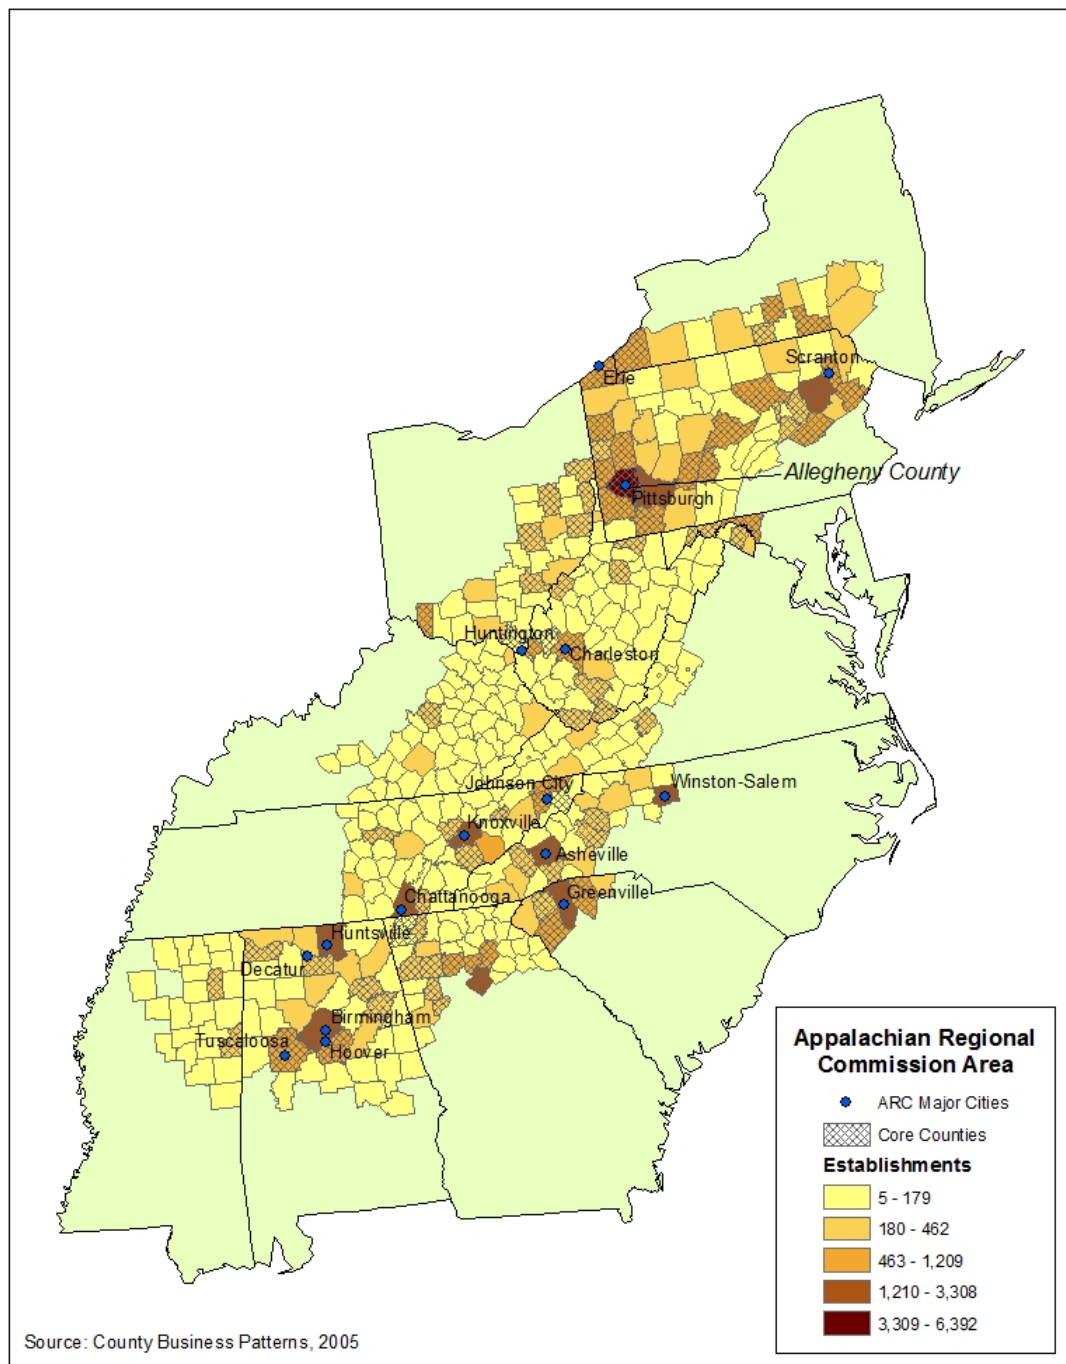 Scranton
Erie
Allegheny County
Pittsburgh
Huntington
Charleston
Johnson City
Winston-Salem
Knoxville
Asheville
Chattanooga
Greenville
Huntsville
Decatur
Birmingham
Tuscaloosa
Hoover
Appalachian Regional
Commission Area
ARC Major Cities
Core Counties
Establishments
5 - 179
180 - 462
463 - 1,209
1,210 - 3,308
3,309 - 6,392
Source: County Business Patterns, 2005